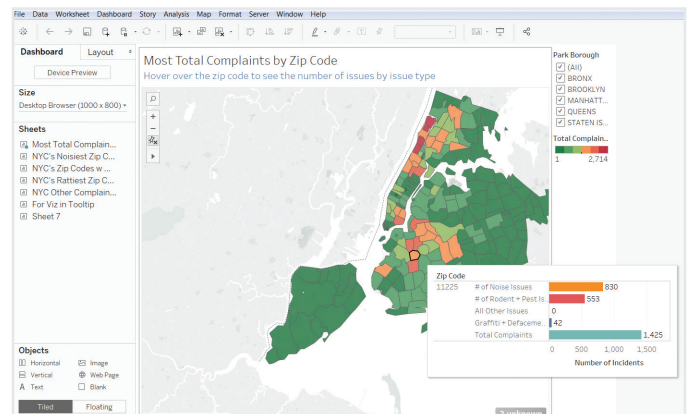 File Data Worksheet Dashboard Story Analysis Map Format Server Window Help
Dashboard Layout
Device Preview
Size
Desktop Browser (1000 x 800)
Sheets
Most Total Complain...
NYC's Noisiest Zip C...
NYC's Zip Codes w ...
NYC's Rattiest Zip C...
NYC Other Complain...
For Viz in Tooltip
Sheet 7
Objects
Horizontal Image
Vertical Web Page
A Text Blank
Tiled Floating
Most Total Complaints by Zip Code
Hover over the zip code to see the number of issues by issue type
Park Borough
(All)
BRONX
BROOKLYN
MANHATT...
QUEENS
STATEN IS...
Total Complain...
1 2,714
Zip Code
11225 # of Noise Issues 830
# of Rodent + Pest Is.. 553
All Other Issues 0
Graffiti + Defaceme.. 42
Total Complaints 1,425
0 500 1,000 1,500
Number of Incidents